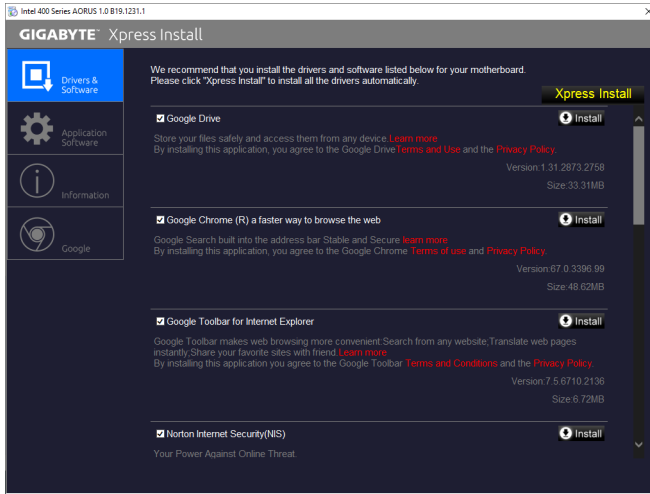 Intel 400 Series AORUS 1.0 B19.1231.1
GIGABYTE™ Xpress Install
Drivers &
Software
Application
Software
Information
Google
We recommend that you install the drivers and software listed below for your motherboard.
Please click "Xpress Install" to install all the drivers automatically.
Xpress Install
Google Drive
Install
Store your files safely and access them from any device.Learn more
By installing this application, you agree to the Google DriveTerms and Use and the Privacy Policy.
Version:1.31.2873.2758
Size:33.31MB
Google Chrome (R) a faster way to browse the web
Install
Google Search built into the address bar Stable and Secure learn more
By installing this application, you agree to the Google Chrome Terms of use and Privacy Policy.
Version:67.0.3396.99
Size:48.62MB
Google Toolbar for Internet Explorer
Install
Google Toolbar makes web browsing more convenient.Search from any website,Translate web pages
instantly;Share your favorite sites with friend.Learn more
By installing this application you agree to the Google Toolbar Terms and Conditions and the Privacy Policy.
Version:7.5.6710.2136
Size:6.72MB
Norton Internet Security(NIS)
Install
Your Power Against Online Threat.